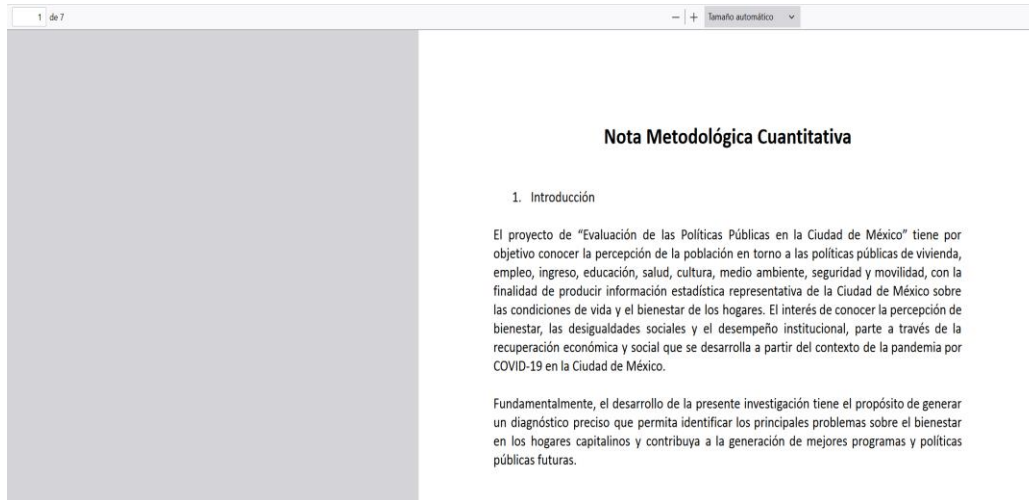 1 de 7
Tamaño automático
Nota Metodológica Cuantitativa
1. Introducción
El proyecto de “Evaluación de las Políticas Públicas en la Ciudad de México” tiene por
objetivo conocer la percepción de la población en torno a las políticas públicas de vivienda,
empleo, ingreso, educación, salud, cultura, medio ambiente, seguridad y movilidad, con la
finalidad de producir información estadística representativa de la Ciudad de México sobre
las condiciones de vida y el bienestar de los hogares. El interés de conocer la percepción de
bienestar, las desigualdades sociales y el desempeño institucional, parte a través de la
recuperación económica y social que se desarrolla a partir del contexto de la pandemia por
COVID-19 en la Ciudad de México.
Fundamentalmente, el desarrollo de la presente investigación tiene el propósito de generar
un diagnóstico preciso que permita identificar los principales problemas sobre el bienestar
en los hogares capitalinos y contribuya a la generación de mejores programas y políticas
públicas futuras.